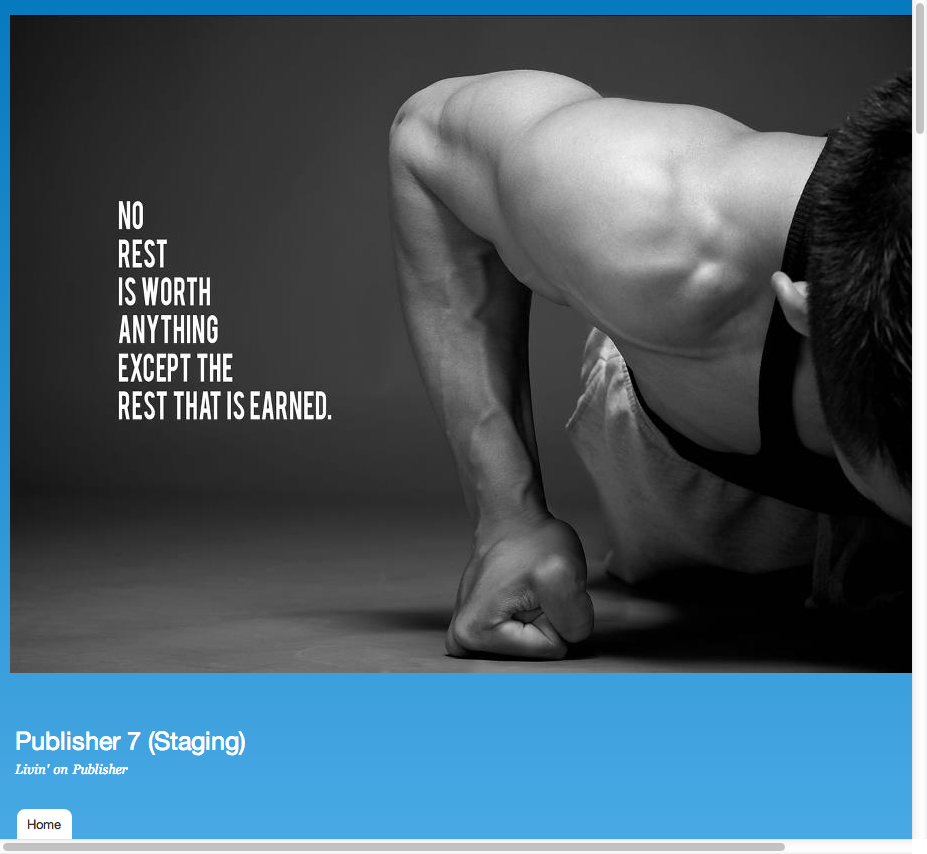 NO
REST
IS WORTH
ANYTHING
EXCEPT THE
REST THAT IS EARNED.
Publisher 7 (Staging)
Livin' on Publisher
Home